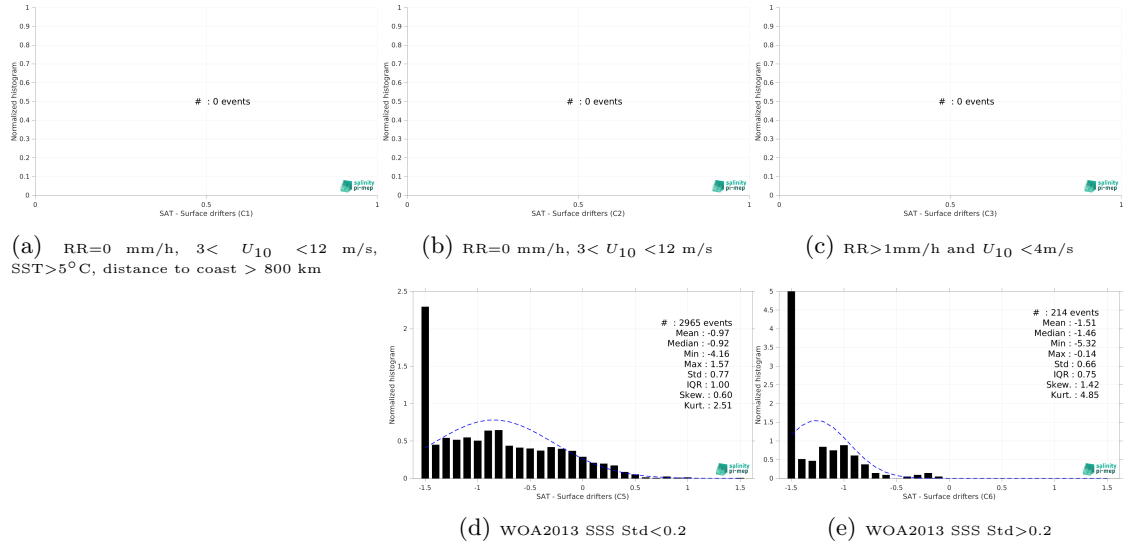 1
0.9
0.8
0.7
0.6
0.5
0.4
0.3
0.2
0.1
0
Normalized histogram
# : 0 events
salinity
pi-mep
0 0.5 1
SAT - Surface drifters (C1)
(a) RR=0 mm/h, 3< U10 <12 m/s,
SST>5°C, distance to coast > 800 km
1
0.9
0.8
0.7
0.6
0.5
0.4
0.3
0.2
0.1
0
Normalized histogram
# : 0 events
salinity
pi-mep
0 0.5 1
SAT - Surface drifters (C2)
(b) RR=0 mm/h, 3< U10 <12 m/s
1
0.9
0.8
0.7
0.6
0.5
0.4
0.3
0.2
0.1
0
Normalized histogram
# : 0 events
salinity
pi-mep
0 0.5 1
SAT - Surface drifters (C3)
(c) RR>1mm/h and U10 <4m/s
2.5
2
1.5
1
0.5
0
Normalized histogram
# : 2965 events
Mean : -0.97
Median : -0.92
Min : -4.16
Max : 1.57
Std : 0.77
IQR : 1.00
Skew. : 0.60
Kurt. : 2.51
salinity
pi-mep
-1.5 -1 -0.5 0 0.5 1 1.5
SAT - Surface drifters (C5)
(d) WOA2013 SSS Std<0.2
5
4.5
4
3.5
3
2.5
2
1.5
1
0.5
0
Normalized histogram
# : 214 events
Mean : -1.51
Median : -1.46
Min : -5.32
Max : -0.14
Std : 0.66
IQR : 0.75
Skew. : 1.42
Kurt. : 4.85
salinity
pi-mep
-1.5 -1 -0.5 0 0.5 1 1.5
SAT - Surface drifters (C6)
(e) WOA2013 SSS Std>0.2